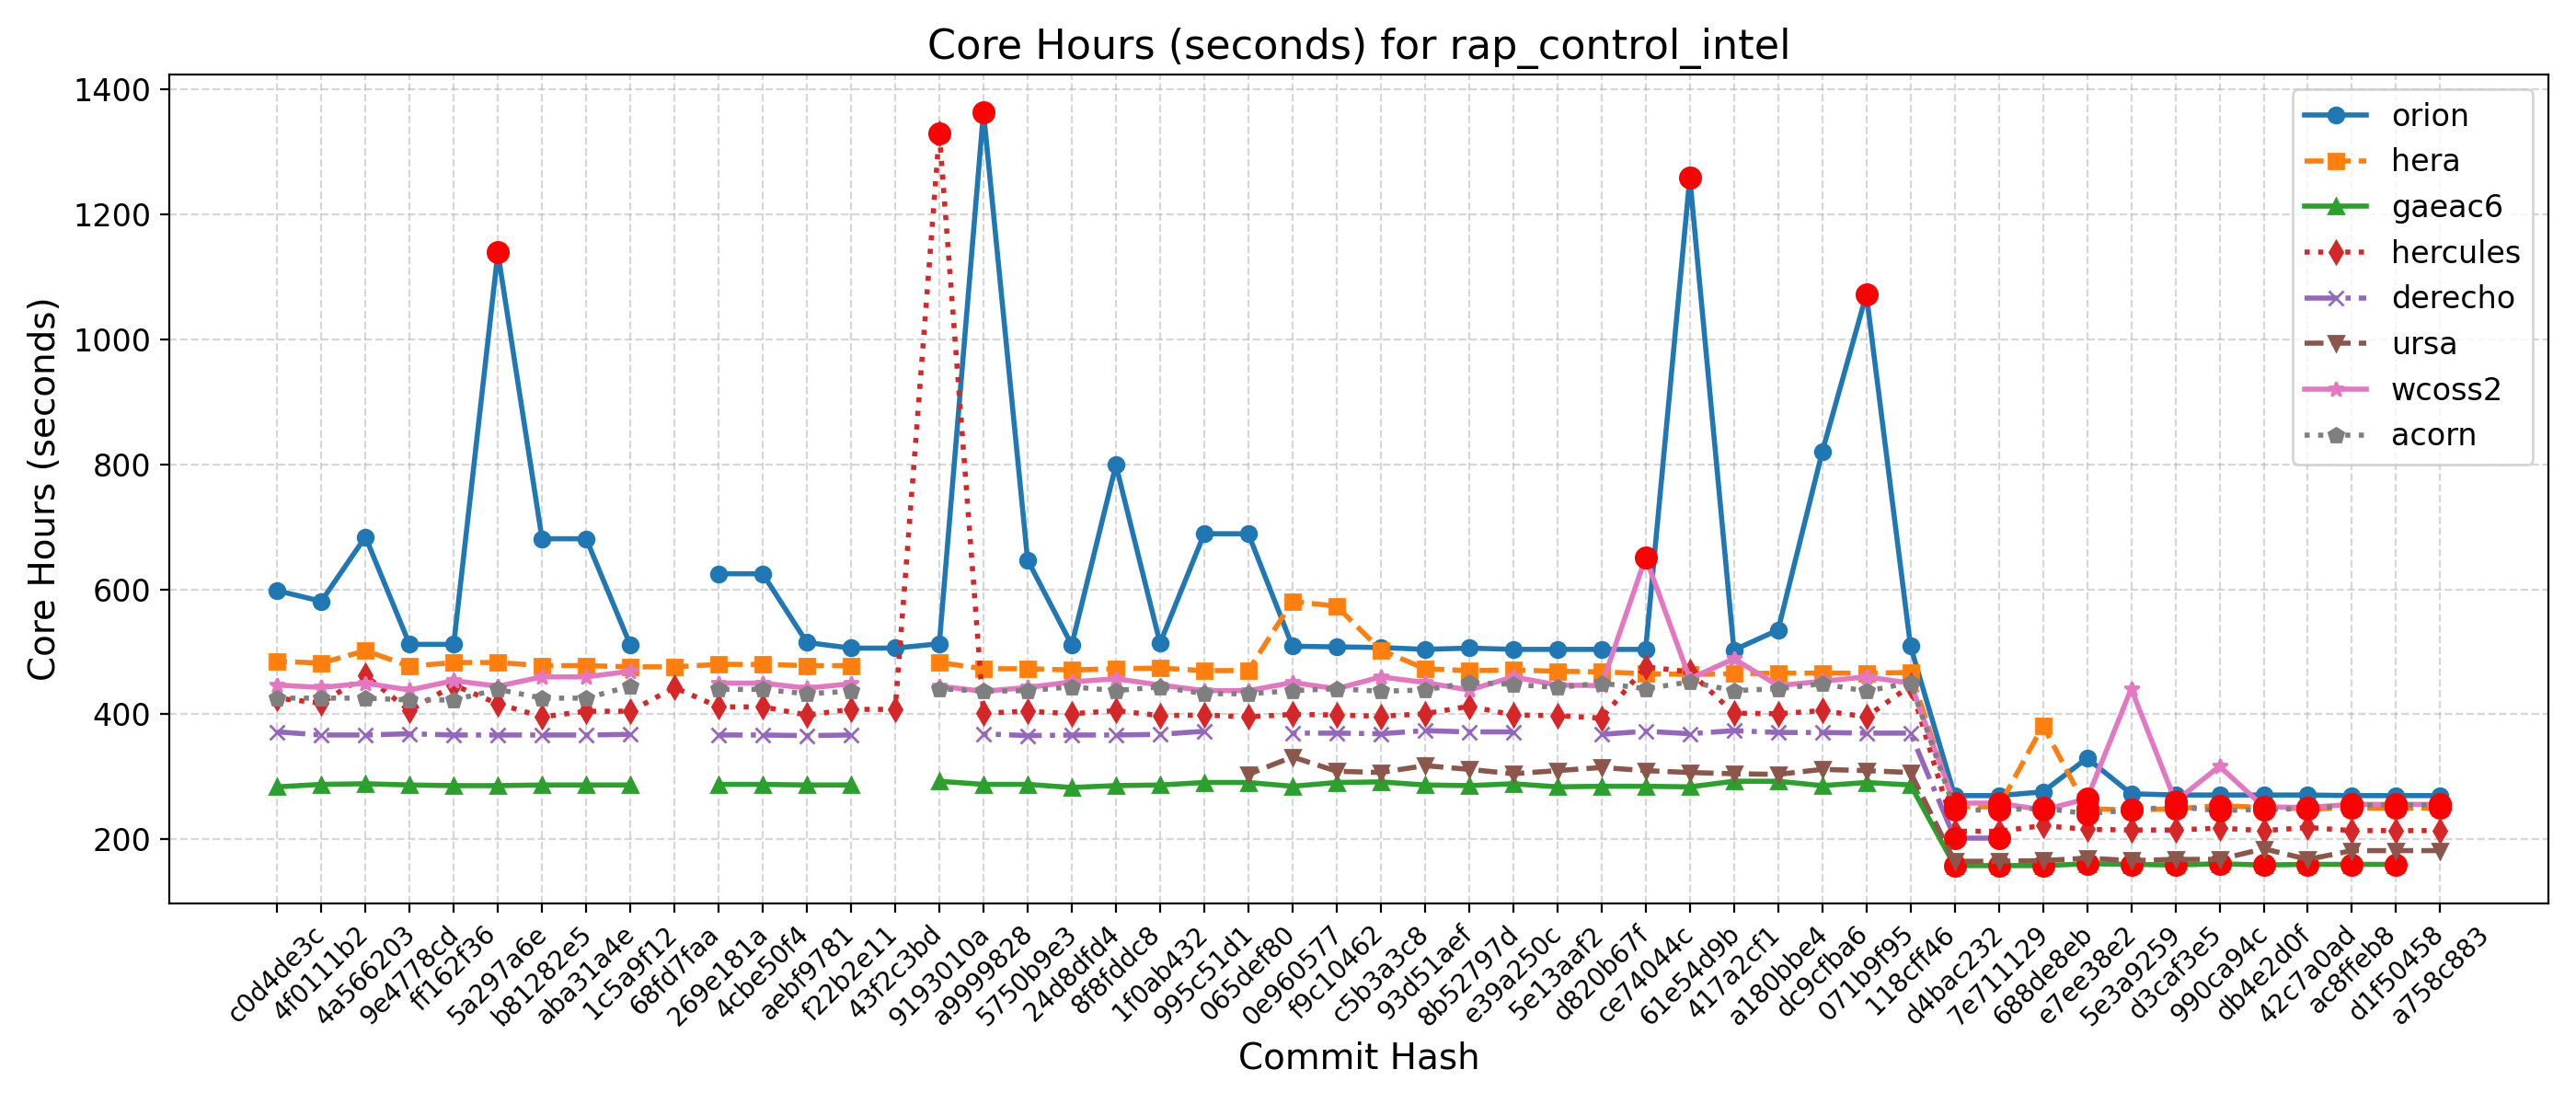 Core Hours (seconds) for rap_control_intel
Core Hours (seconds)
1400
1200
1000
800
600
400
200
orion
hera
gaeac6
hercules
derecho
ursa
wcoss2
acorn
c0d4de3c
4f0111b2
4a566203
9e4778cd
ff162f36
5a297a6e
b81282e5
aba31a4e
1c5a9f12
68fd7faa
269e181a
4cbe50f4
aebf9781
f22b2e11
43f2c3bd
9193010a
a9999828
5750b9e3
24d8dfd4
8f8fddc8
1f0ab432
995c51d1
065def80
0e960577
f9c10462
c5b3a3c8
93d51aef
8b52797d
e39a250c
5e13aaf2
d820b67f
ce74044c
61e54d9b
417a2cf1
a180bbe4
dc9cfba6
071b9f95
118cff46
d4bac232
7e711129
688de8eb
e7ee38e2
5e3a9259
d3caf3e5
990ca94c
db4e2d0f
42c7a0ad
ac8ffeb8
d1f50458
a758c883
Commit Hash